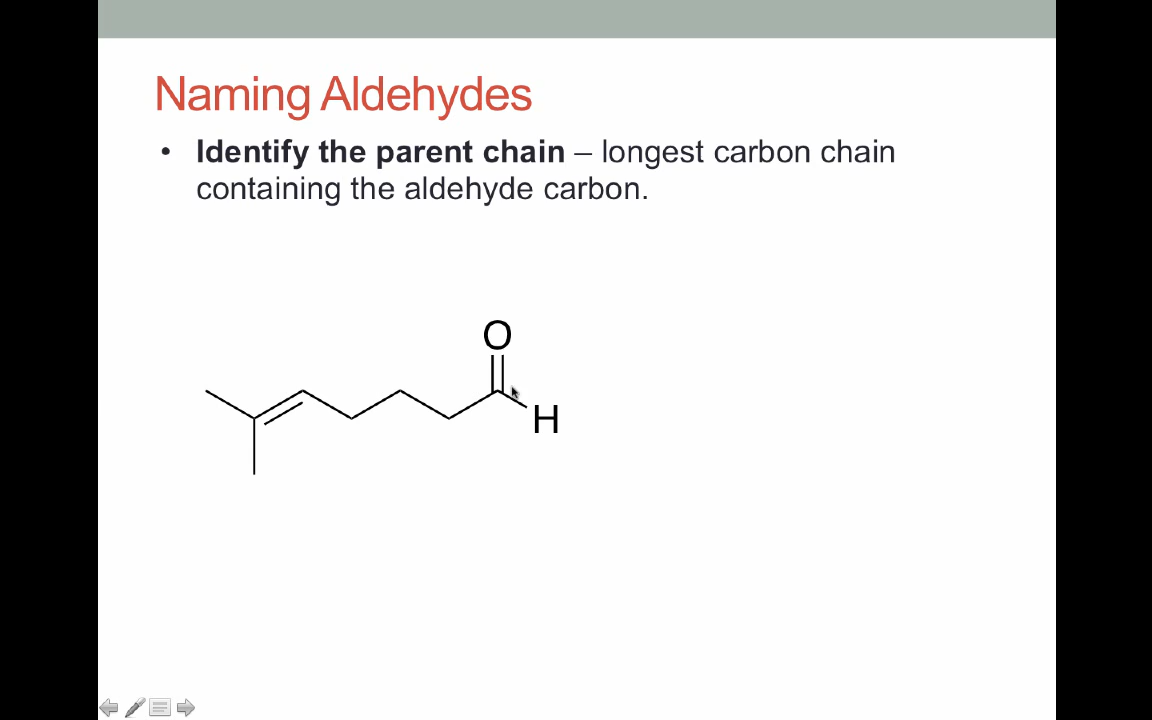 Naming Aldehydes
• Identify the parent chain – longest carbon chain
containing the aldehyde carbon.
O
H